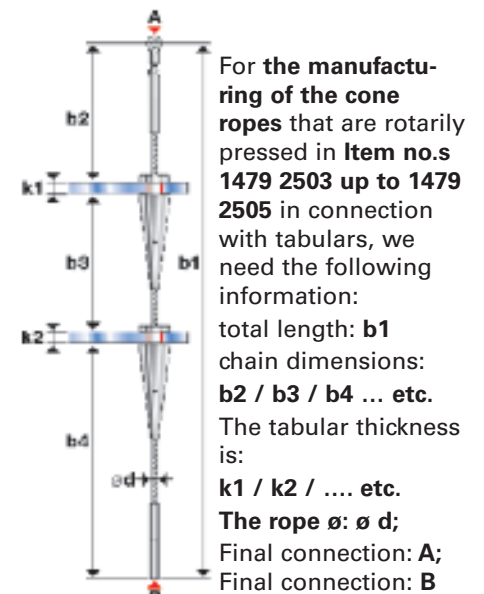 A
b2
k1
b3
b1
k2
b4
ød
B
For the manufactu-
ring of the cone
ropes that are rotarily
pressed in Item no.s
1479 2503 up to 1479
2505 in connection
with tabulars, we
need the following
information:
total length: b1
chain dimensions:
b2 / b3 / b4 … etc.
The tabular thickness
is:
k1 / k2 / …. etc.
The rope ø: ø d;
Final connection: A;
Final connection: B